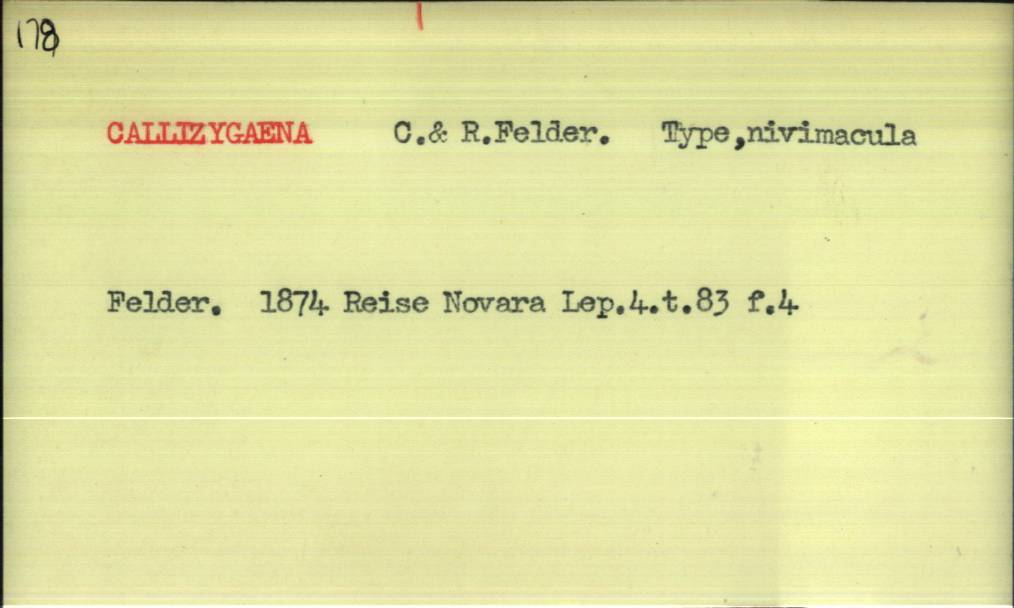 178
CALLIZYGAENA C.& R.Felder. Type,nivimacula
Felder. 1874 Reise Novara Lep.4.t.83 f.4